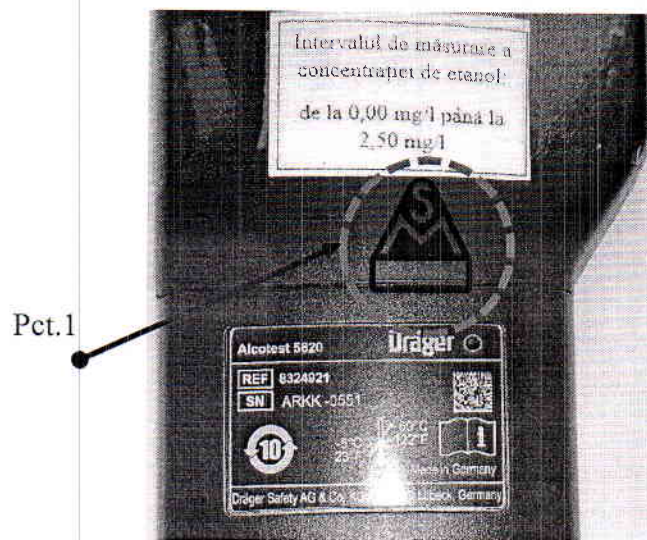 Intervalul de măsurare a
concentrației de etanol:
de la 0,00 mg/l până la
2,50 mg/l
S
M
Pct.1
Alcotest 5820 Dräger
REF 8324921
SN ARKK-0551
10
-5°C
Made in Germany
Dräger Safety AG & Co. Lübeck, Germany